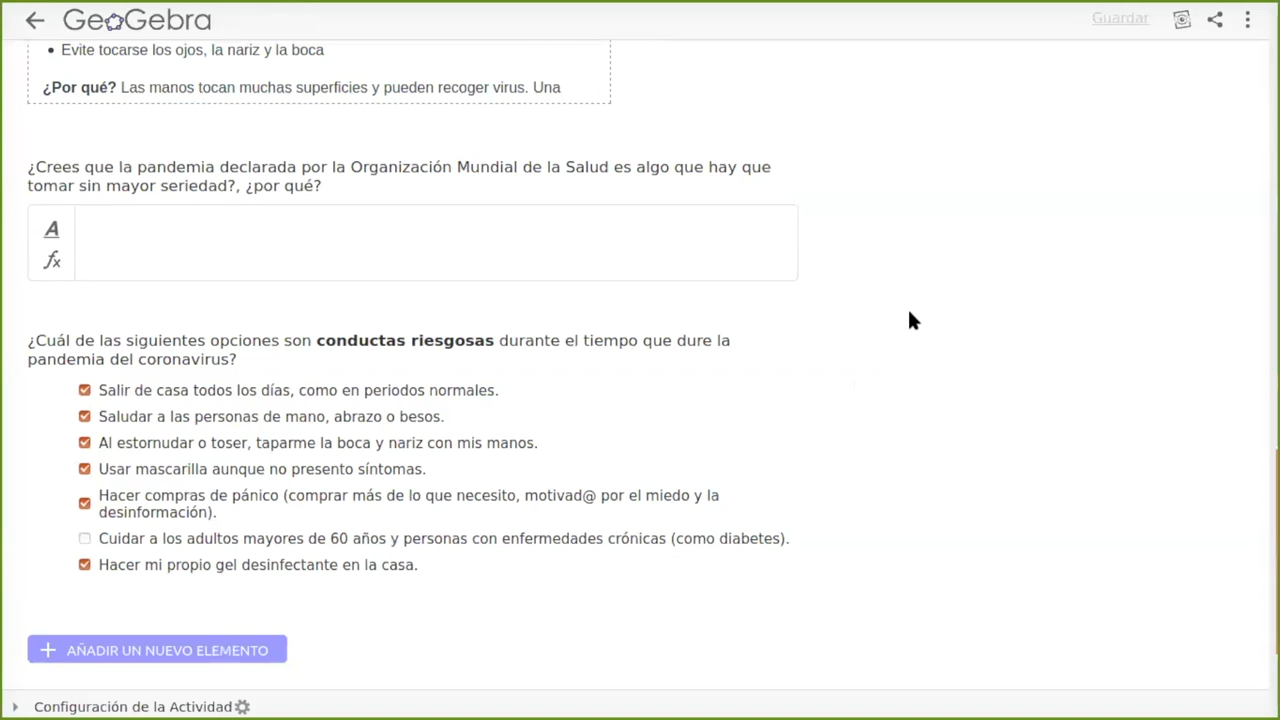 GeoGebra
Guardar
• Evite tocarse los ojos, la nariz y la boca
¿Por qué? Las manos tocan muchas superficies y pueden recoger virus. Una
¿Crees que la pandemia declarada por la Organización Mundial de la Salud es algo que hay que
tomar sin mayor seriedad?, ¿por qué?
A
fx
¿Cuál de las siguientes opciones son conductas riesgosas durante el tiempo que dure la
pandemia del coronavirus?
Salir de casa todos los días, como en periodos normales.
Saludar a las personas de mano, abrazo o besos.
Al estornudar o toser, taparme la boca y nariz con mis manos.
Usar mascarilla aunque no presento síntomas.
Hacer compras de pánico (comprar más de lo que necesito, motivad@ por el miedo y la
desinformación).
Cuidar a los adultos mayores de 60 años y personas con enfermedades crónicas (como diabetes).
Hacer mi propio gel desinfectante en la casa.
+ AÑADIR UN NUEVO ELEMENTO
Configuración de la Actividad